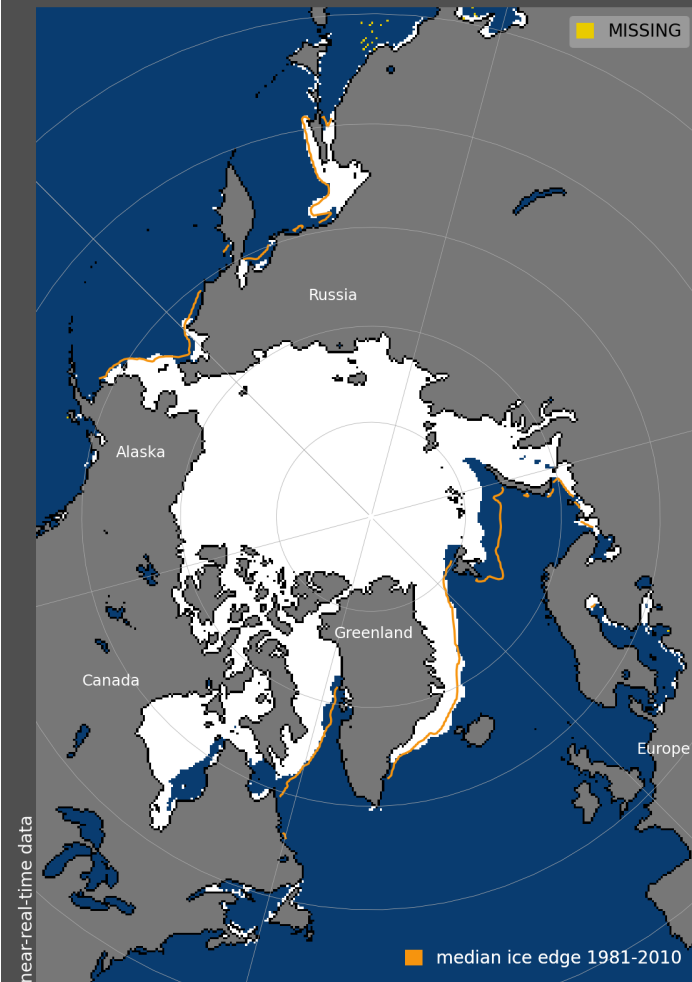 MISSING
Russia
Alaska
Greenland
Canada
Europe
near-real-time data
median ice edge 1981-2010